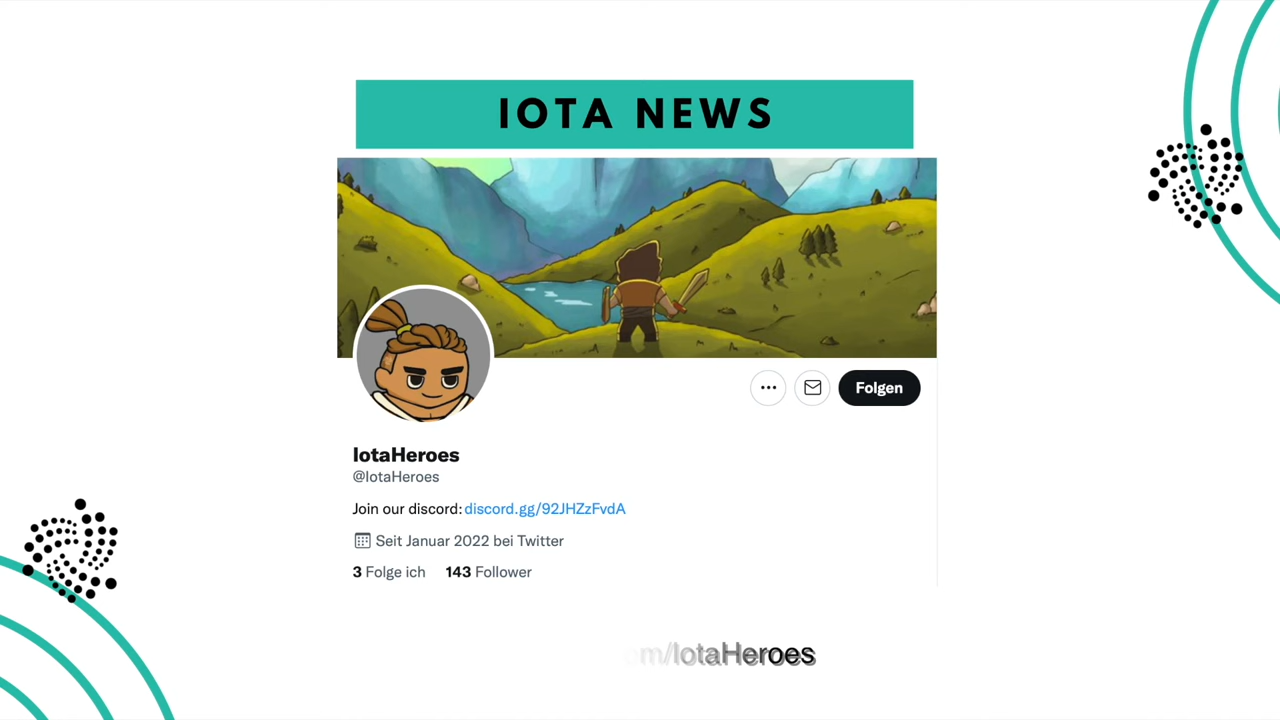 IOTA NEWS
Folgen
IotaHeroes
@IotaHeroes
Join our discord: discord.gg/92JHZzFvdA
Seit Januar 2022 bei Twitter
3 Folge ich 143 Follower
m/IotaHeroes